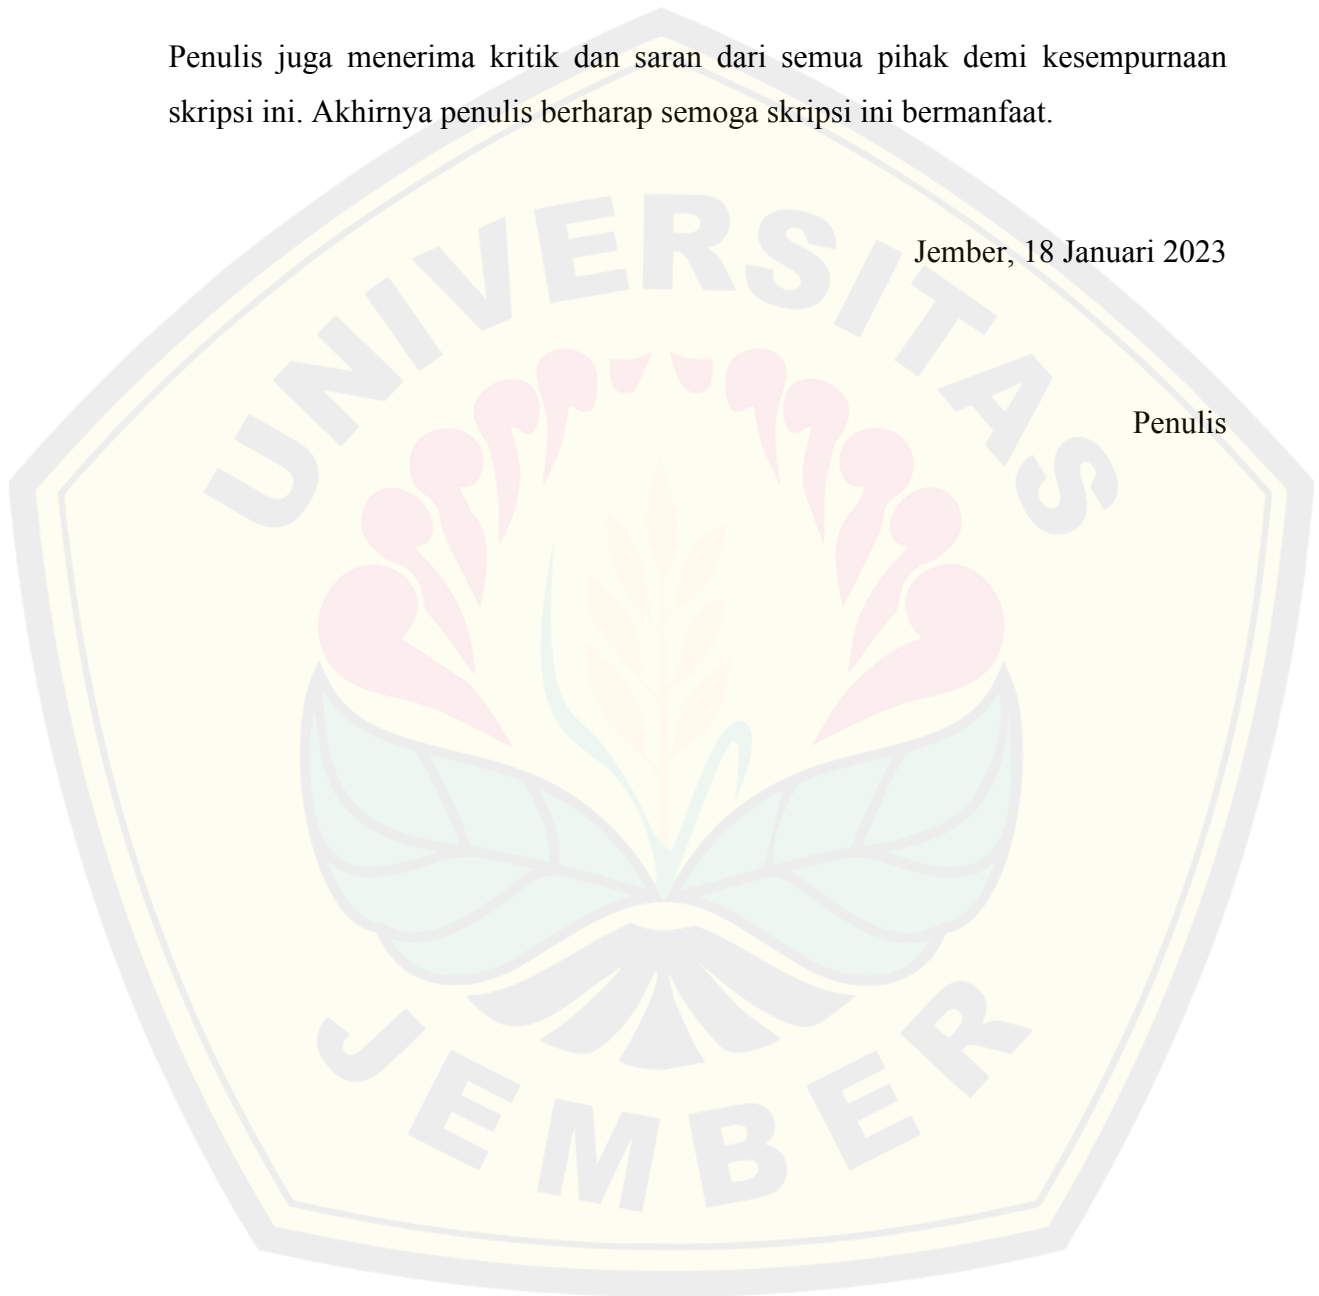 Penulis juga menerima kritik dan saran dari semua pihak demi kesempurnaan
skripsi ini. Akhirnya penulis berharap semoga skripsi ini bermanfaat.
Jember, 18 Januari 2023
Penulis
UNIVERSITAS
JEMBER